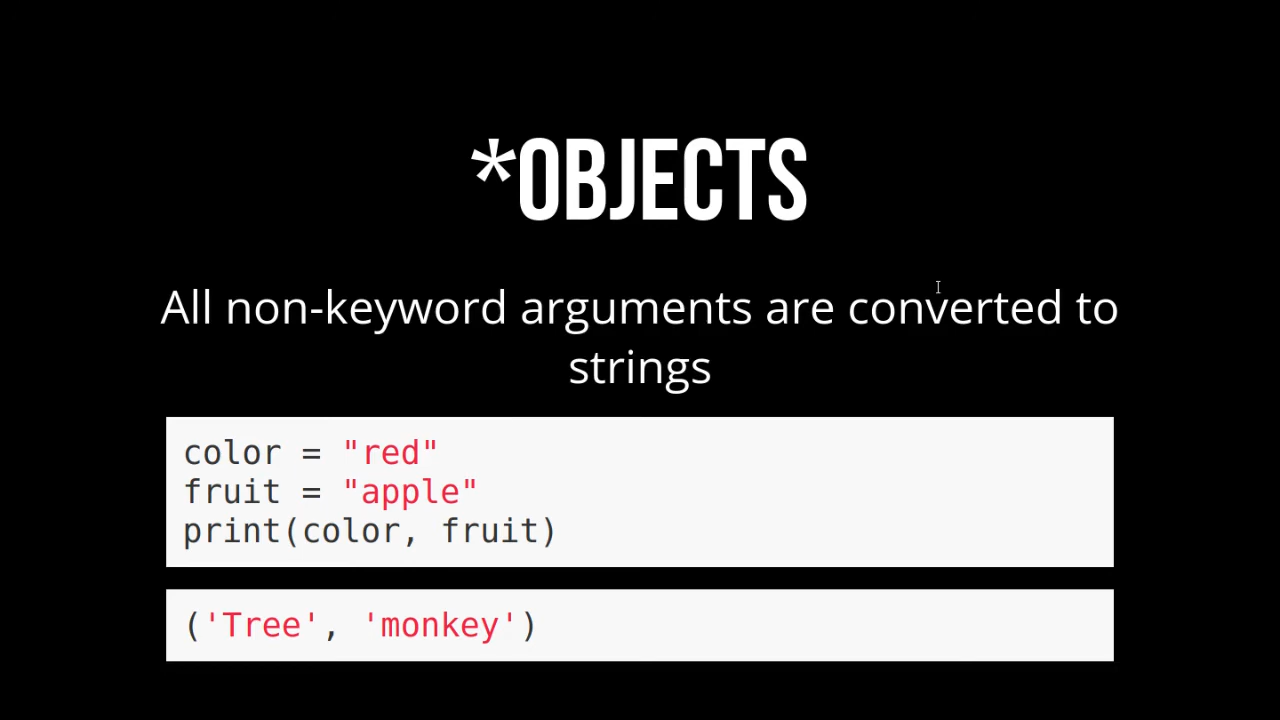 *OBJECTS
All non-keyword arguments are converted to
strings
color = "red"
fruit = "apple"
print(color, fruit)
('Tree', 'monkey')